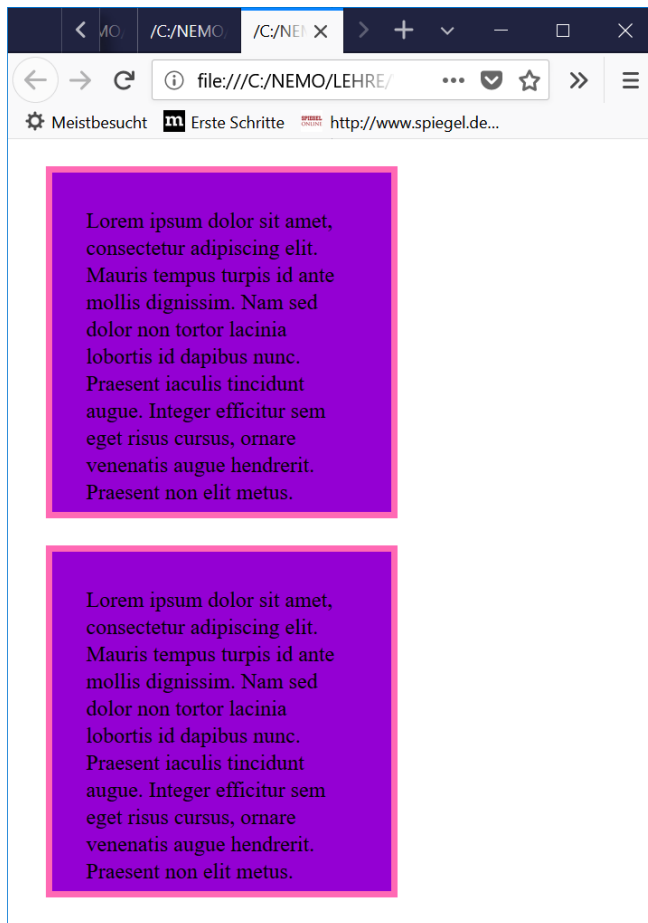 /C:/NEMO,
/C:/NE
file:///C:/NEMO/LEHRE/
Meistbesucht
m Erste Schritte
SPIEGEL ONLINE http://www.spiegel.de...
Lorem ipsum dolor sit amet,
consectetur adipiscing elit.
Mauris tempus turpis id ante
mollis dignissim. Nam sed
dolor non tortor lacinia
lobortis id dapibus nunc.
Praesent iaculis tincidunt
augue. Integer efficitur sem
eget risus cursus, ornare
venenatis augue hendrerit.
Praesent non elit metus.
Lorem ipsum dolor sit amet,
consectetur adipiscing elit.
Mauris tempus turpis id ante
mollis dignissim. Nam sed
dolor non tortor lacinia
lobortis id dapibus nunc.
Praesent iaculis tincidunt
augue. Integer efficitur sem
eget risus cursus, ornare
venenatis augue hendrerit.
Praesent non elit metus.